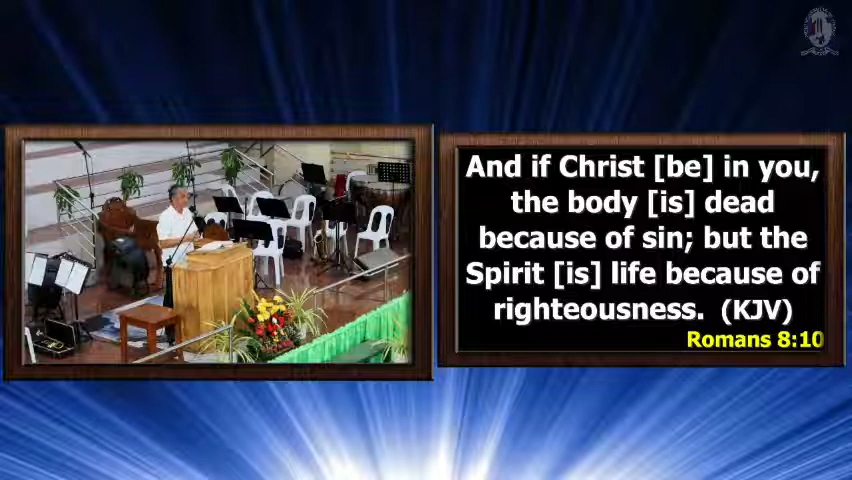 And if Christ [be] in you,
the body [is] dead
because of sin; but the
Spirit [is] life because of
righteousness.  (KJV)
Romans 8:10